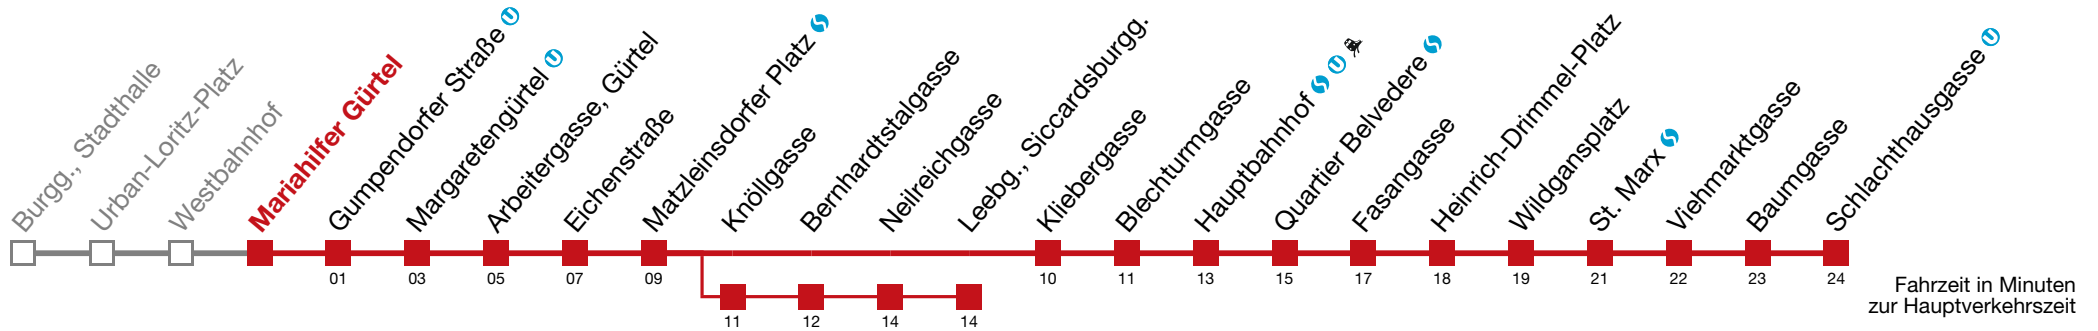 Burgg., Stadthalle
Urban-Loritz-Platz
Westbahnhof
Mariahilfer Gürtel
Gumpendorfer Straße U
Margaretengürtel U
Arbeitergasse, Gürtel
Eichenstraße
Matzleinsdorfer Platz S
Knöllgasse
Bernhardtstalgasse
Neilreichgasse
Leebg., Siccardsburgg.
Kliebergasse
Blechturmgasse
Hauptbahnhof S U
Quartier Belvedere S
Fasangasse
Heinrich-Drimmel-Platz
Wildgansplatz
St. Marx S
Viehmarktgasse
Baumgasse
Schlachthausgasse U
01 03 05 07 09 10 11 13 15 17 18 19 21 22 23 24
11 12 14 14
Fahrzeit in Minuten
zur Hauptverkehrszeit